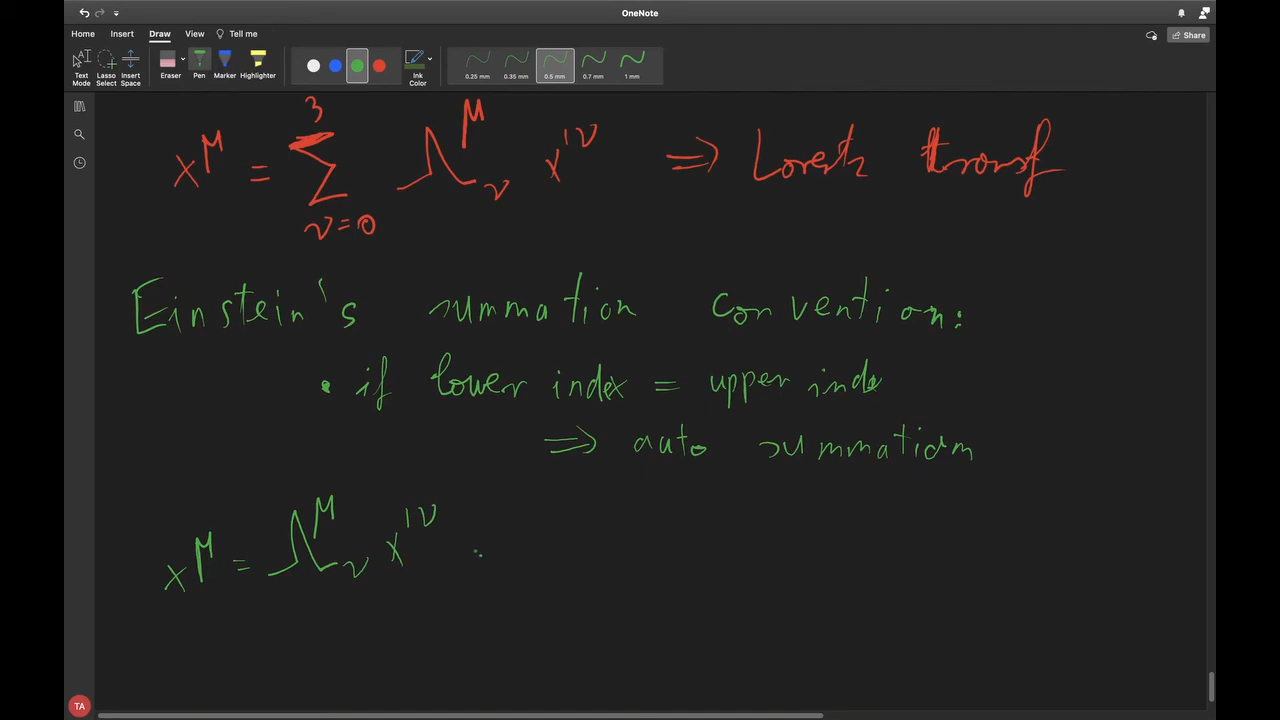 OneNote
Home Insert Draw View Tell me
Share
Text Mode Lasso Select Insert Space Eraser Pen Marker Highlighter Ink Color 0.25 mm 0.35 mm 0.5 mm 0.7 mm 1 mm
x^μ = Σ_{ν=0}^{3} Λ^μ_ν x'^ν ⇒ Lorentz transf
Einstein's summation convention:
• if lower index = upper inde
⇒ auto summation
x^μ = Λ^μ_ν x'^ν
TA